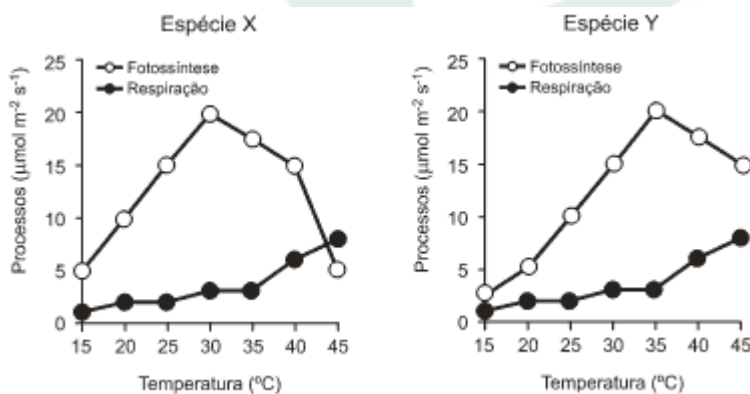 Espécie X
Processos (µmol m⁻² s⁻¹)
25
20
15
10
5
0
Fotossíntese
Respiração
15 20 25 30 35 40 45
Temperatura (ºC)
Espécie Y
Processos (µmol m⁻² s⁻¹)
25
20
15
10
5
0
Fotossíntese
Respiração
15 20 25 30 35 40 45
Temperatura (ºC)